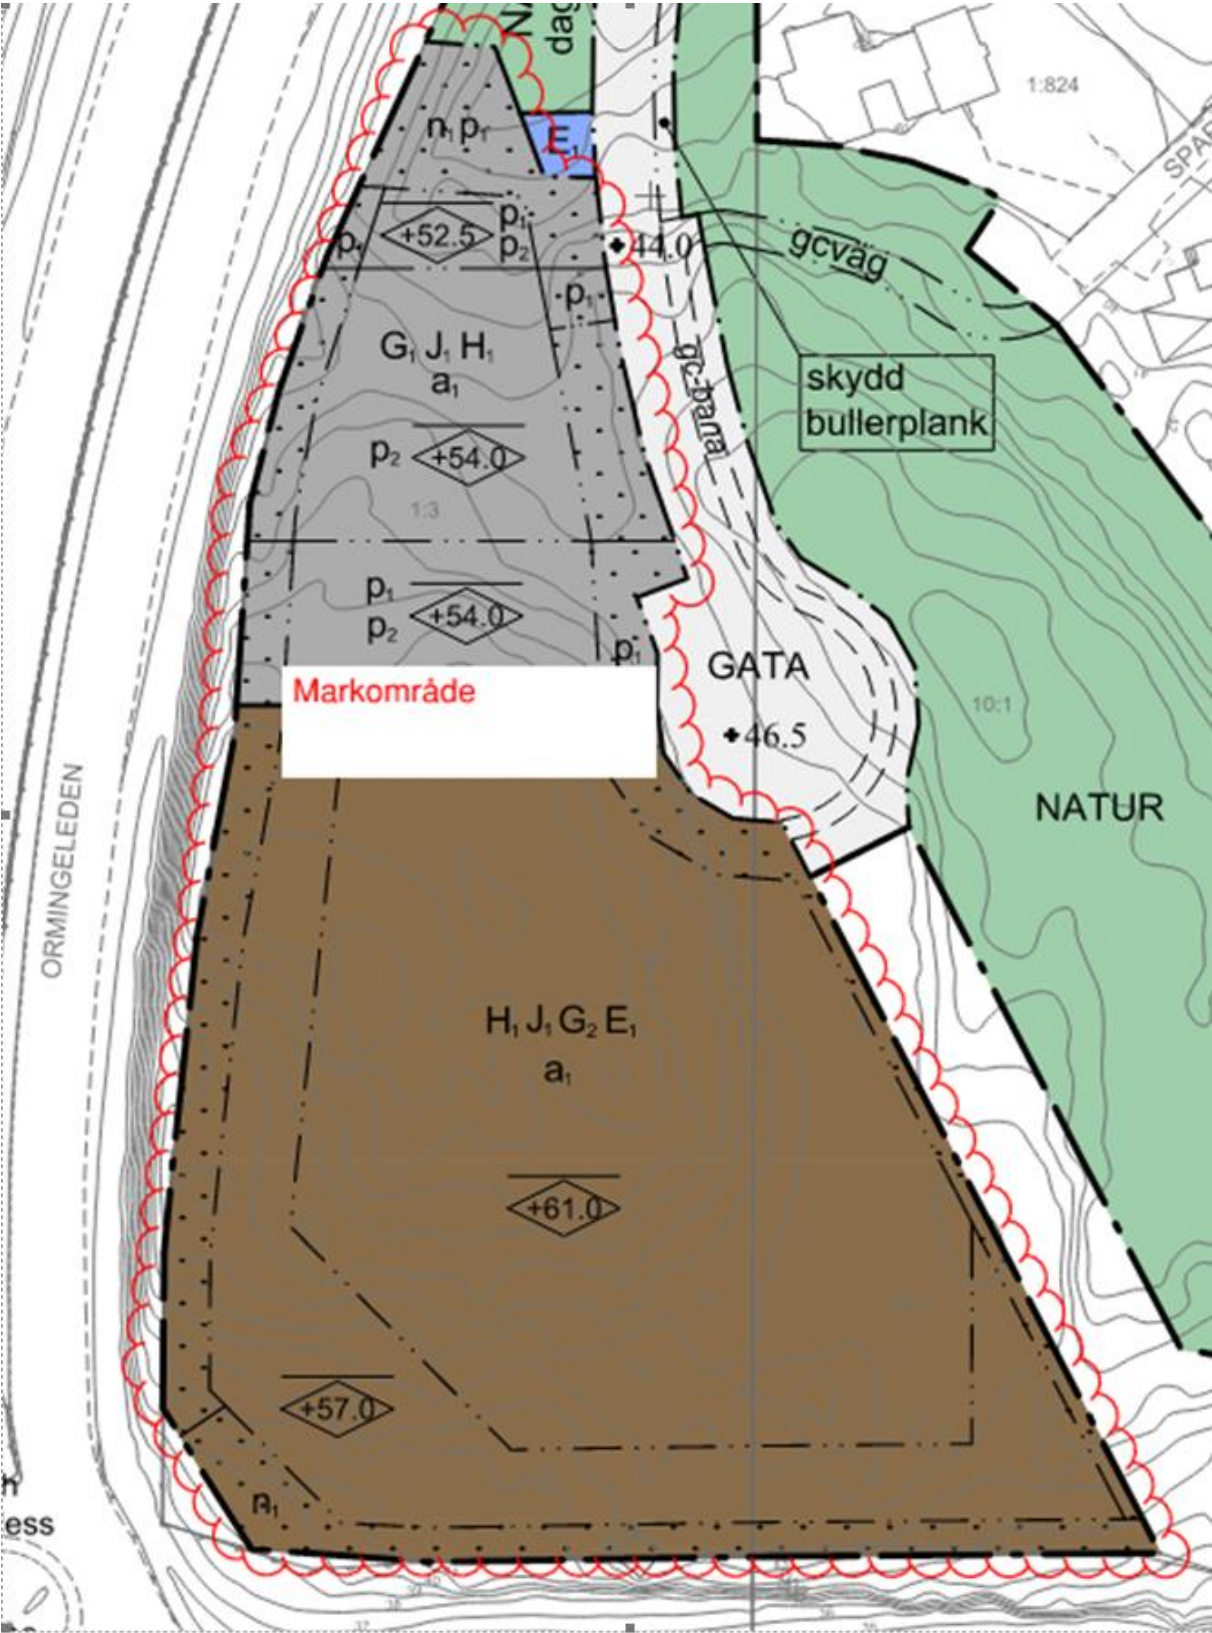 1:824
n₁ p₁
E₁
p₁
+52.5
p₁
p₂
+44.0
gcväg
p₁
G₁ J₁ H₁
a₁
gc-bana
skydd
bullerplank
p₂
+54.0
1:3
p₁
+54.0
p₂
p₁
GATA
Markområde
+46.5
10:1
NATUR
ORMINGELEDEN
H₁ J₁ G₂ E₁
a₁
+61.0
+57.0
n₁
ess